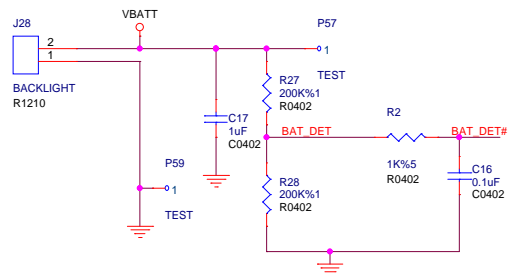 J28
VBATT
P57
2
1
1
BACKLIGHT
R1210
TEST
R27
200K%1
R0402
C17
1uF
C0402
BAT_DET
R2
BAT_DET#
1K%5
R0402
C16
0.1uF
C0402
P59
1
TEST
R28
200K%1
R0402